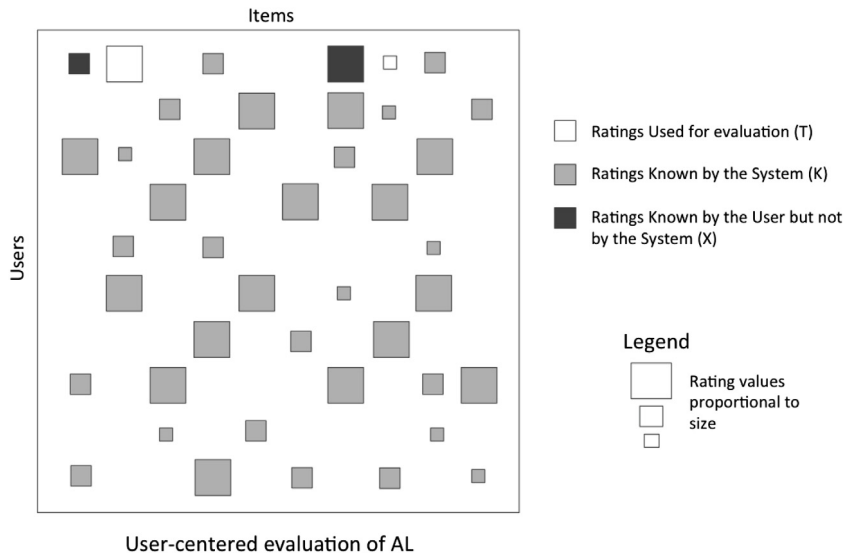 Items
Users
Ratings Used for evaluation (T)
Ratings Known by the System (K)
Ratings Known by the User but not
by the System (X)
Legend
Rating values
proportional to
size
User-centered evaluation of AL